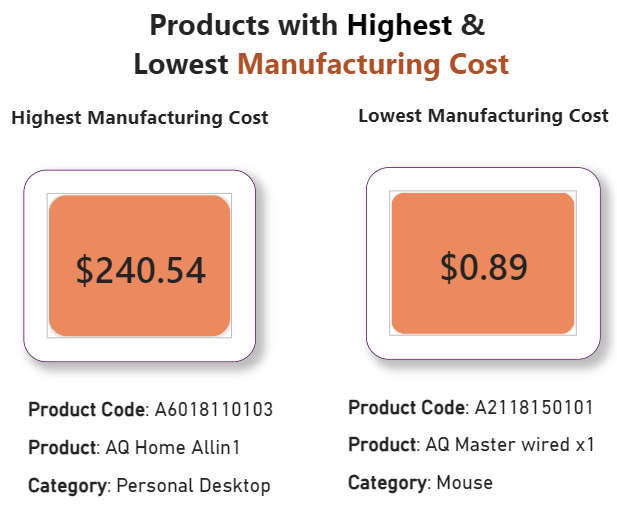 Products with Highest &
Lowest Manufacturing Cost
Highest Manufacturing Cost
Lowest Manufacturing Cost
$240.54
$0.89
Product Code: A6018110103
Product: AQ Home Allin1
Category: Personal Desktop
Product Code: A2118150101
Product: AQ Master wired x1
Category: Mouse